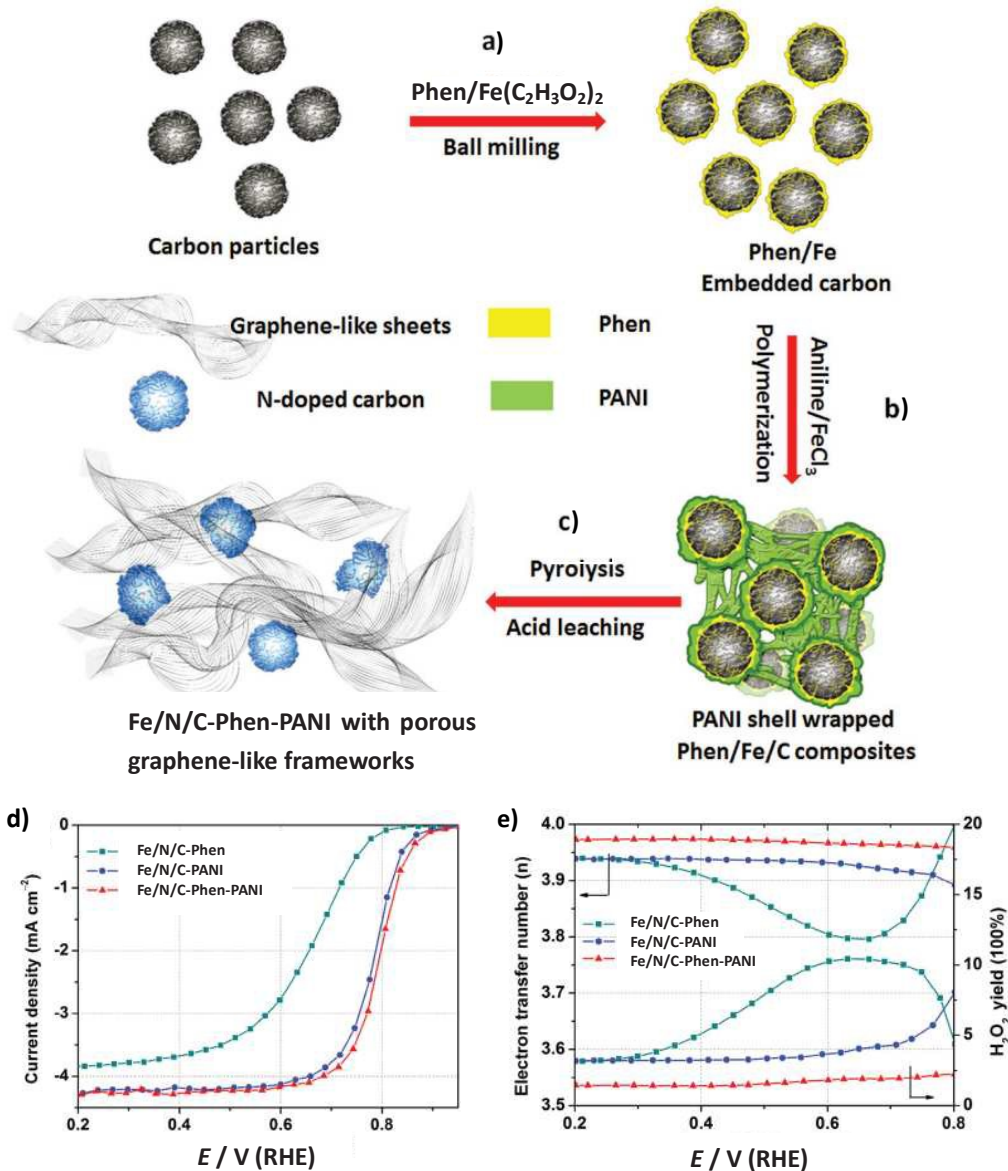 a)
Phen/Fe(C₂H₃O₂)₂
Ball milling
Carbon particles
Phen/Fe
Embedded carbon
Graphene-like sheets
Phen
N-doped carbon
PANI
Aniline/FeCl₃
Polymerization
b)
c)
Pyroiysis
Acid leaching
Fe/N/C-Phen-PANI with porous
graphene-like frameworks
PANI shell wrapped
Phen/Fe/C composites
d)
Current density (mA cm⁻²)
0
-1
-2
-3
-4
Fe/N/C-Phen
Fe/N/C-PANI
Fe/N/C-Phen-PANI
0.2 0.4 0.6 0.8
E / V (RHE)
e)
Electron transfer number (n)
4.0
3.9
3.8
3.7
3.6
3.5
Fe/N/C-Phen
Fe/N/C-PANI
Fe/N/C-Phen-PANI
20
15
10
5
0
H₂O₂ yield (100%)
0.2 0.4 0.6 0.8
E / V (RHE)